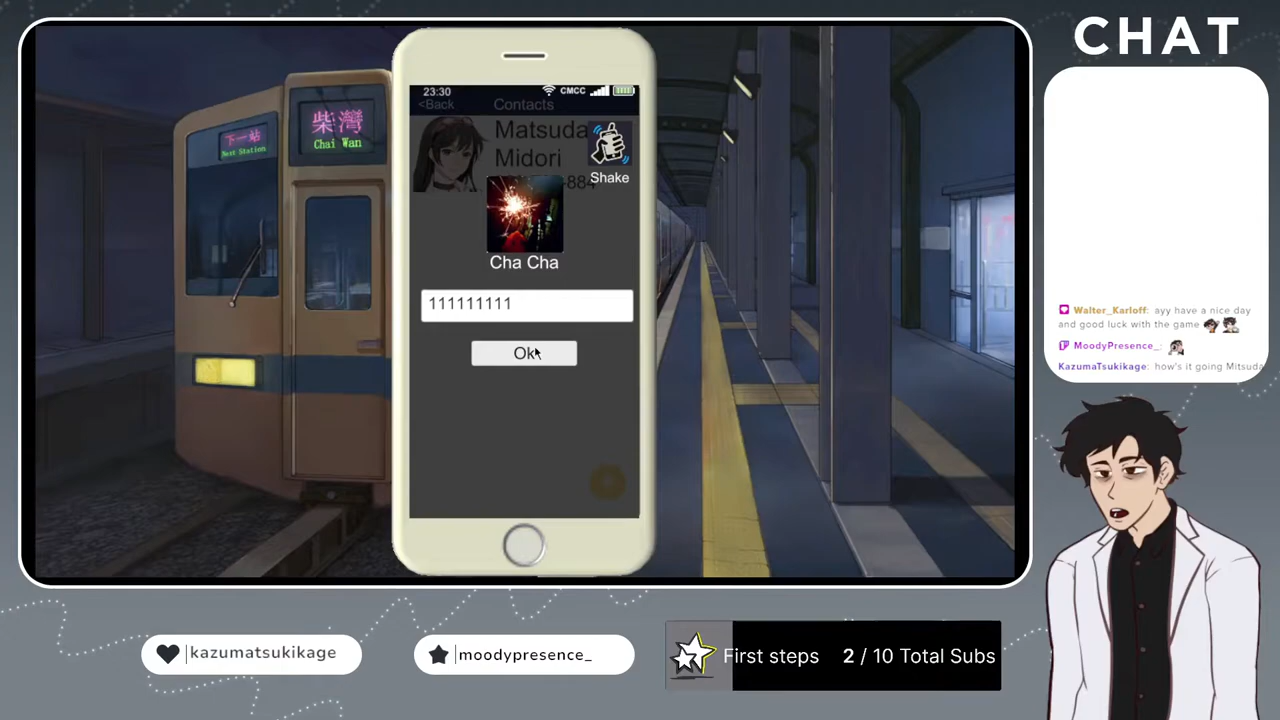 CHAT
下一站
Next Station
柴灣
Chai Wan
23:30
CMCC
<Back
Contacts
Matsuda
Midori
-884
Shake
Cha Cha
111111111
Ok
Walter_Karloff: ayy have a nice day
and good luck with the game
MoodyPresence_:
KazumaTsukikage: how's it going Mitsuda
kazumatsukikage
moodypresence_
First steps 2 / 10 Total Subs